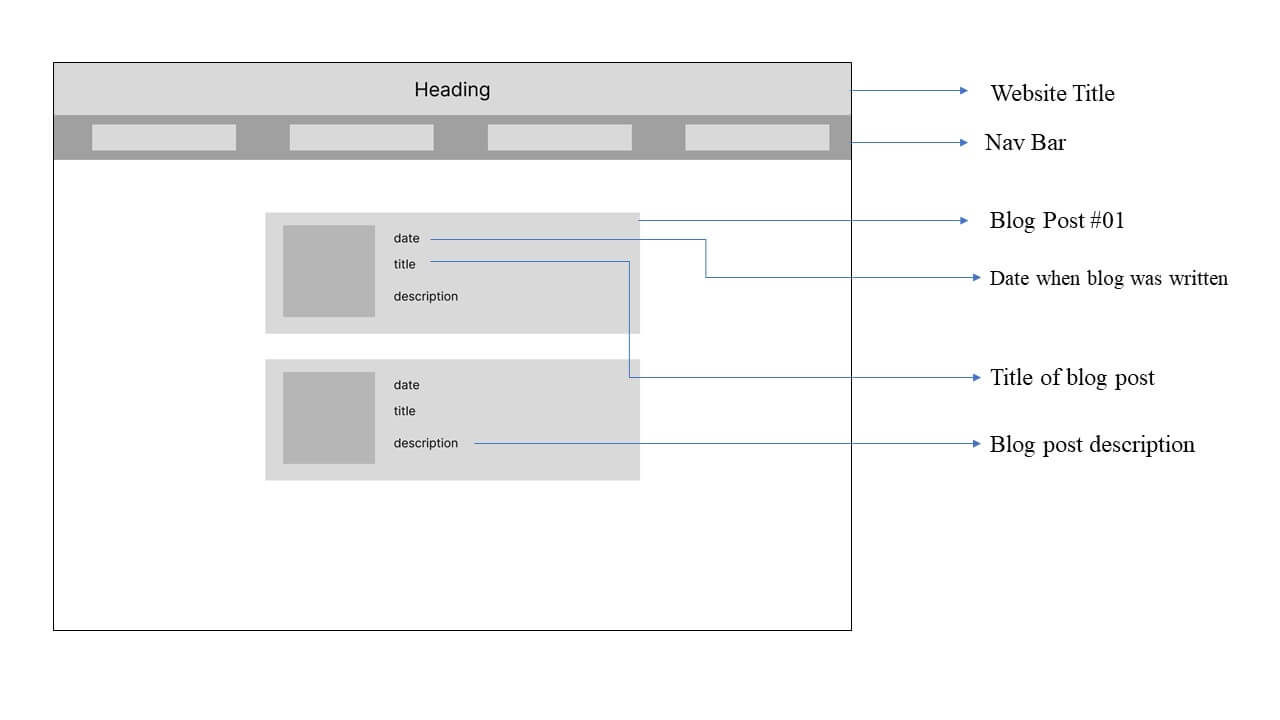 Heading
Website Title
Nav Bar
Blog Post #01
date
Date when blog was written
title
description
Title of blog post
date
title
description
Blog post description